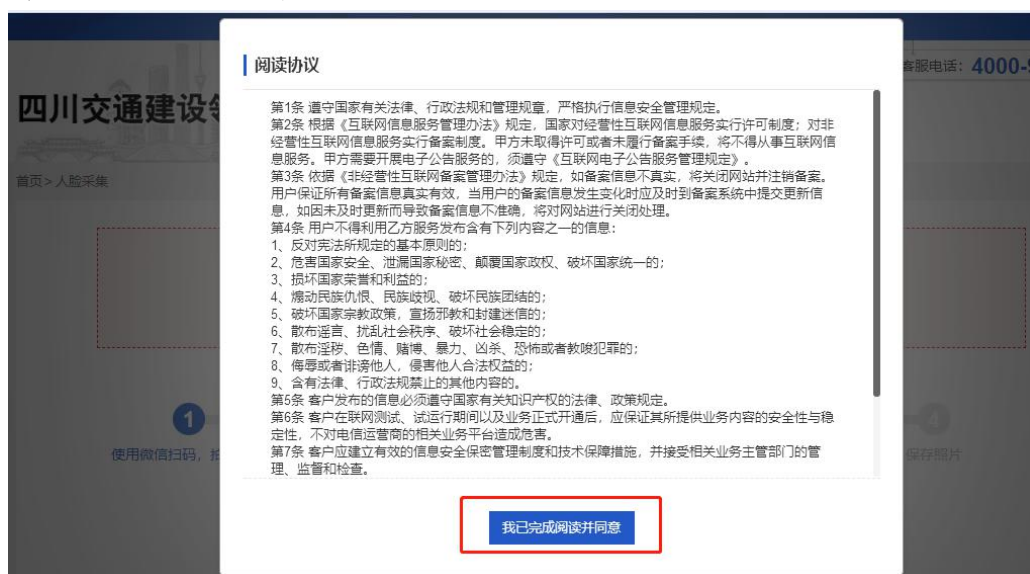 阅读协议
客服电话：4000-
四川交通建设
首页>人脸采集
第1条 遵守国家有关法律、行政法规和管理规章，严格执行信息安全管理规定。
第2条 根据《互联网信息服务管理办法》规定，国家对经营性互联网信息服务实行许可制度；对非
经营性互联网信息服务实行备案制度。甲方未取得许可或者未履行备案手续，将不得从事互联网信
息服务。甲方需要开展电子公告服务的，须遵守《互联网电子公告服务管理规定》。
第3条 依据《非经营性互联网备案管理办法》规定，如备案信息不真实，将关闭网站并注销备案。
用户保证所有备案信息真实有效，当用户的备案信息发生变化时应及时到备案系统中提交更新信
息，如因未及时更新而导致备案信息不准确，将对网站进行关闭处理。
第4条 用户不得利用乙方服务发布含有下列内容之一的信息：
1、反对宪法所规定的基本原则的；
2、危害国家安全、泄漏国家秘密、颠覆国家政权、破坏国家统一的；
3、损坏国家荣誉和利益的；
4、煽动民族仇恨、民族歧视、破坏民族团结的；
5、破坏国家宗教政策，宣扬邪教和封建迷信的；
6、散布谣言、扰乱社会秩序、破坏社会稳定的；
7、散布淫秽、色情、赌博、暴力、凶杀、恐怖或者教唆犯罪的；
8、侮辱或者诽谤他人，侵害他人合法权益的；
9、含有法律、行政法规禁止的其他内容的。
第5条 客户发布的信息必须遵守国家有关知识产权的法律、政策规定。
第6条 客户在联网测试、试运行期间以及业务正式开通后，应保证其所提供业务内容的安全性与稳
定性，不对电信运营商的相关业务平台造成危害。
第7条 客户应建立有效的信息安全保密管理制度和技术保障措施，并接受相关业务主管部门的管
理、监督和检查。
1
4
使用微信扫码，
保存照片
我已完成阅读并同意